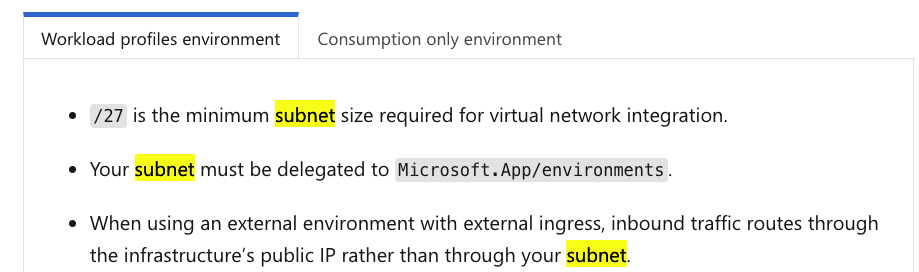 Workload profiles environment Consumption only environment
• /27 is the minimum subnet size required for virtual network integration.
• Your subnet must be delegated to Microsoft.App/environments.
• When using an external environment with external ingress, inbound traffic routes through
the infrastructure’s public IP rather than through your subnet.